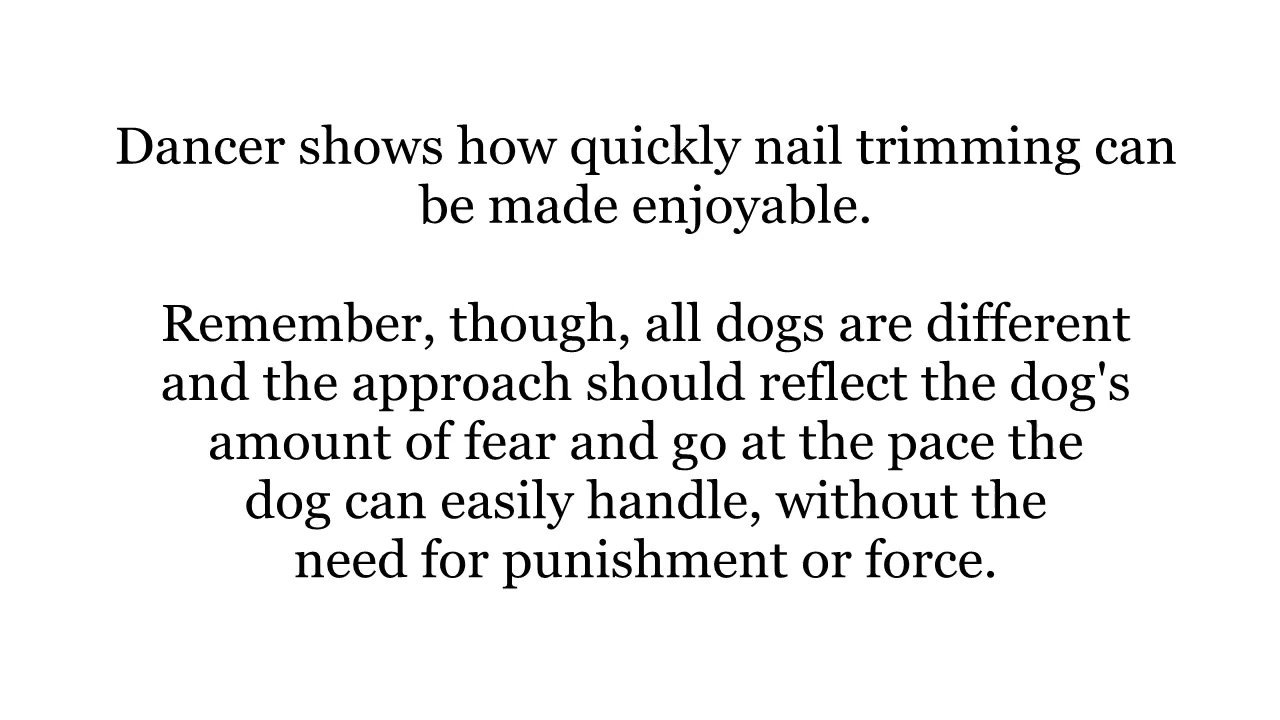 Dancer shows how quickly nail trimming can
be made enjoyable.
Remember, though, all dogs are different
and the approach should reflect the dog's
amount of fear and go at the pace the
dog can easily handle, without the
need for punishment or force.